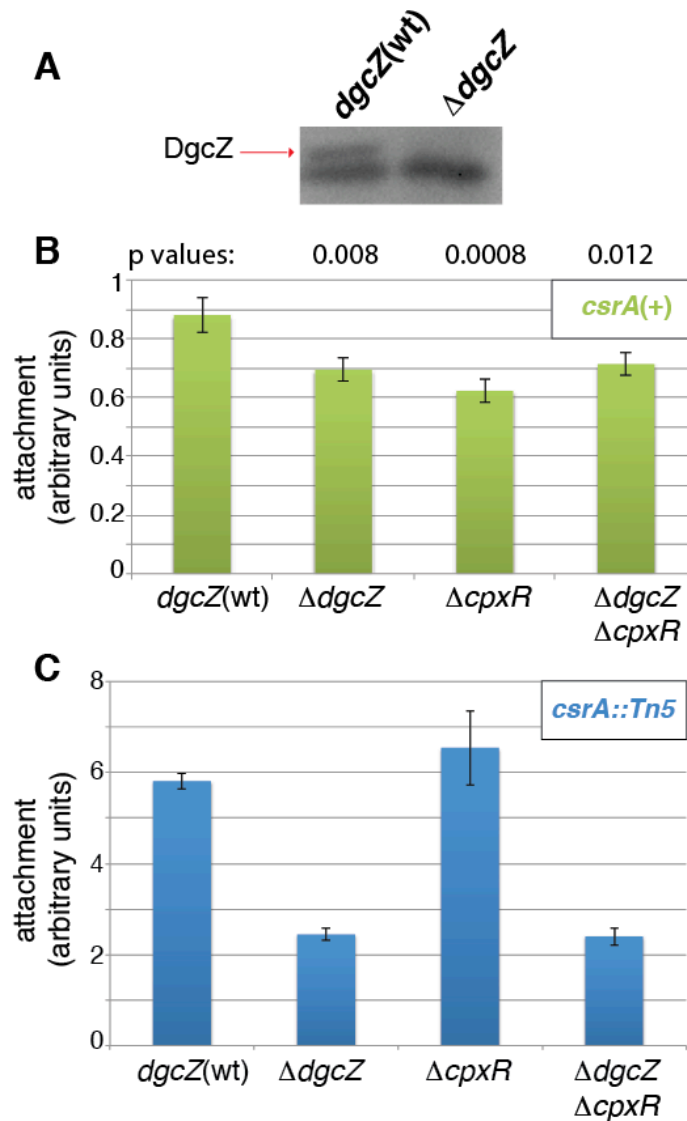 A
dgcZ(wt)
ΔdgcZ
DgcZ
B
p values: 0.008 0.0008 0.012
csrA(+)
attachment
(arbitrary units)
1
0.8
0.6
0.4
0.2
0
dgcZ(wt) ΔdgcZ ΔcpxR ΔdgcZ
ΔcpxR
C
csrA::Tn5
attachment
(arbitrary units)
8
6
4
2
0
dgcZ(wt) ΔdgcZ ΔcpxR ΔdgcZ
ΔcpxR